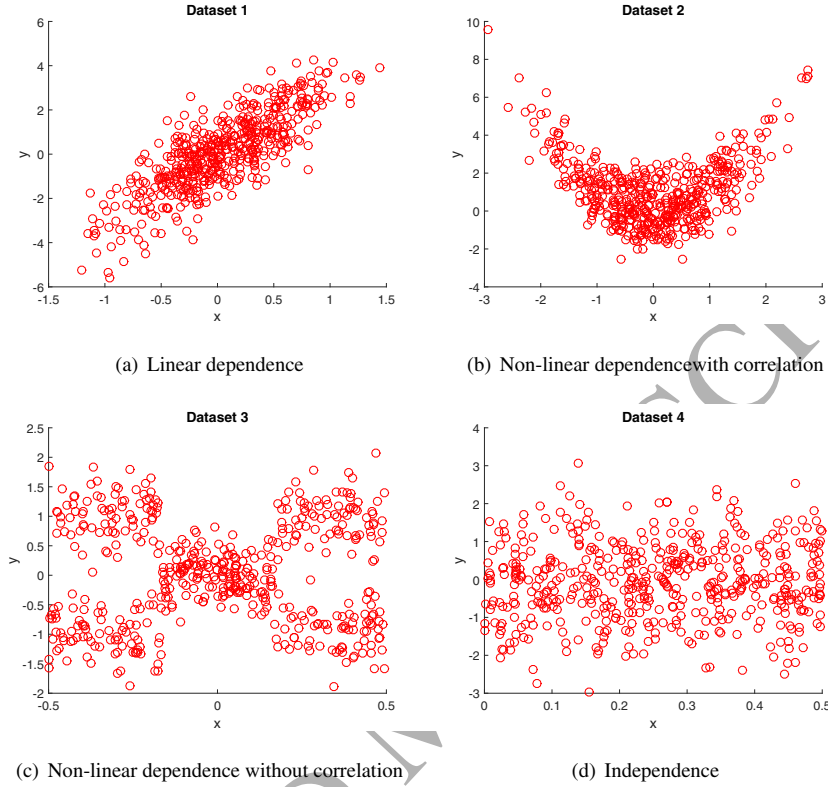 Dataset 1
6
4
2
0
-2
-4
-6
y
-1.5 -1 -0.5 0 0.5 1 1.5
x
(a) Linear dependence
Dataset 2
10
8
6
4
2
0
-2
-4
y
-3 -2 -1 0 1 2 3
x
(b) Non-linear dependencewith correlation
Dataset 3
2.5
2
1.5
1
0.5
0
-0.5
-1
-1.5
-2
y
-0.5 0 0.5
x
(c) Non-linear dependence without correlation
Dataset 4
4
3
2
1
0
-1
-2
-3
y
0 0.1 0.2 0.3 0.4 0.5
x
(d) Independence